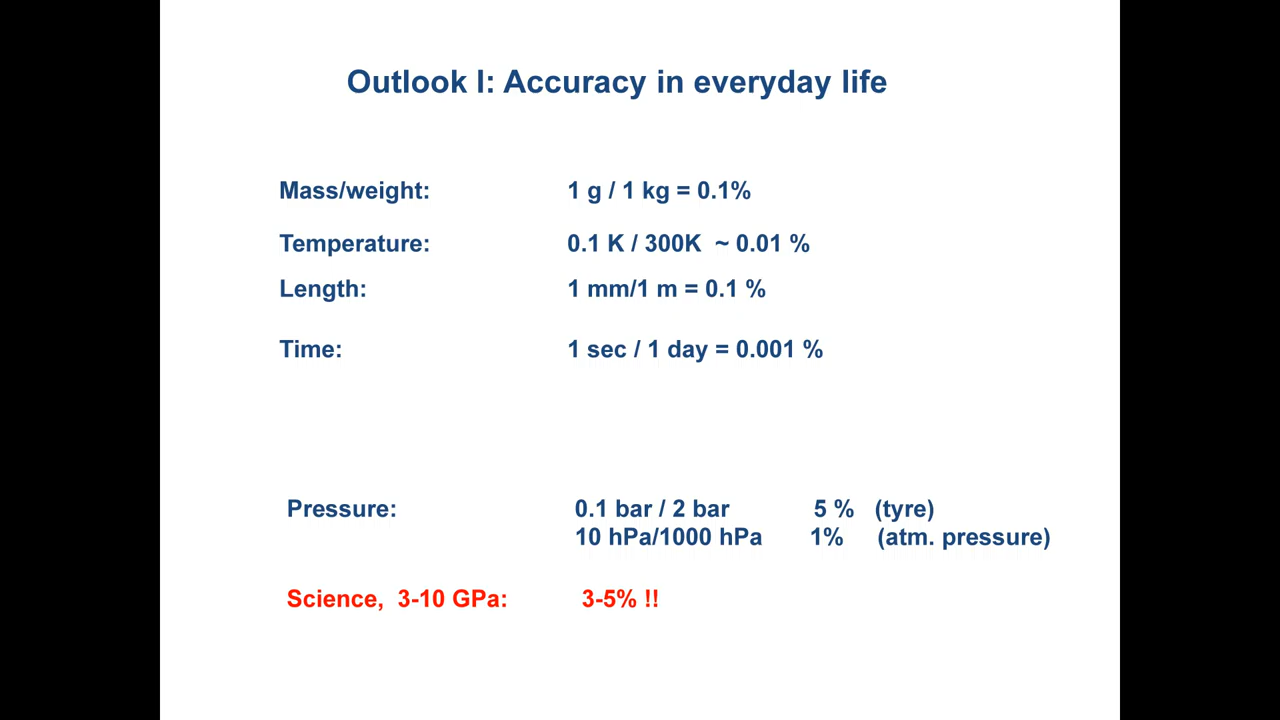 Outlook I: Accuracy in everyday life
Mass/weight: 1 g / 1 kg = 0.1%
Temperature: 0.1 K / 300K ~ 0.01 %
Length: 1 mm/1 m = 0.1 %
Time: 1 sec / 1 day = 0.001 %
Pressure: 0.1 bar / 2 bar 5 % (tyre)
10 hPa/1000 hPa 1% (atm. pressure)
Science, 3-10 GPa: 3-5% !!